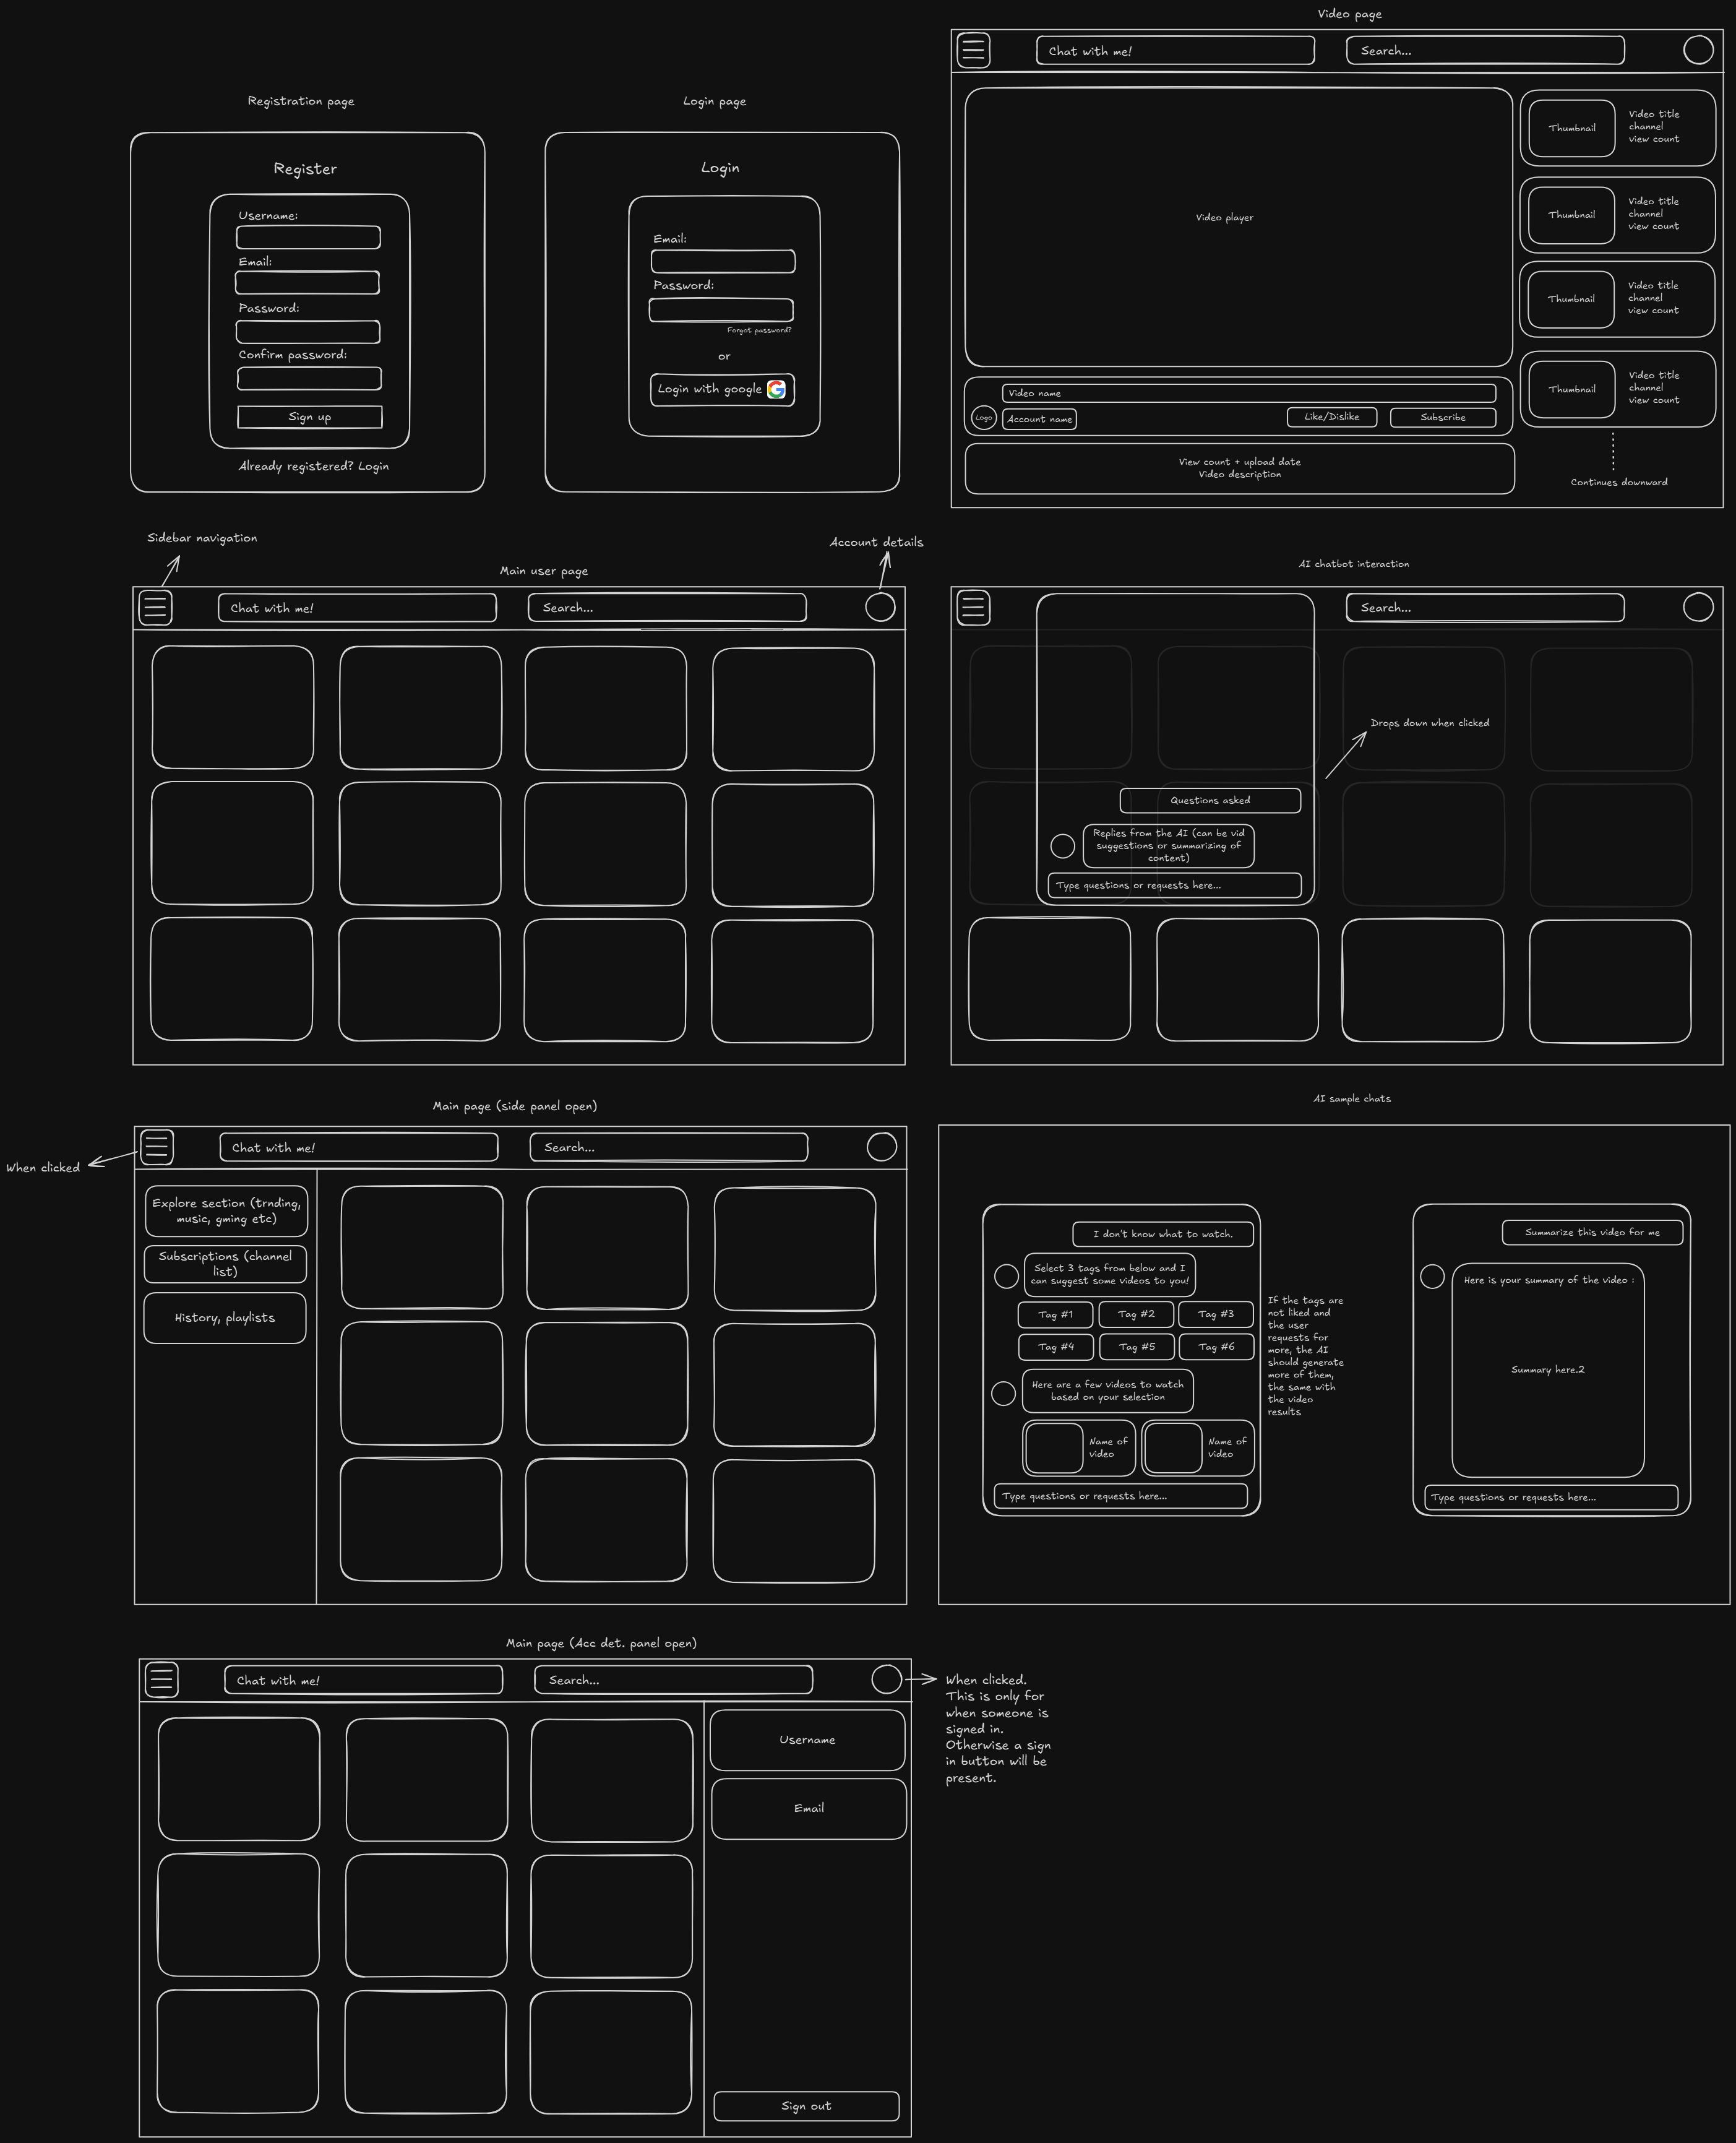 Video page
Chat with me!
Search...
Video player
Thumbnail
Video title
channel
view count
Thumbnail
Video title
channel
view count
Thumbnail
Video title
channel
view count
Thumbnail
Video title
channel
view count
Continues downward
Video name
Logo
Account name
Like/Dislike
Subscribe
View count + upload date
Video description
Registration page
Register
Username:
Email:
Password:
Confirm password:
Sign up
Already registered? Login
Login page
Login
Email:
Password:
Forgot password?
or
Login with google
G
Sidebar navigation
Account details
Main user page
Chat with me!
Search...
AI chatbot interaction
Search...
Drops down when clicked
Questions asked
Replies from the AI (can be vid
suggestions or summarizing of
content)
Type questions or requests here...
Main page (side panel open)
When clicked
Chat with me!
Search...
Explore section (trnding,
music, gming etc)
Subscriptions (channel
list)
History, playlists
AI sample chats
I don't know what to watch.
Select 3 tags from below and I
can suggest some videos to you!
Tag #1
Tag #2
Tag #3
Tag #4
Tag #5
Tag #6
Here are a few videos to watch
based on your selection
Name of
video
Name of
video
Type questions or requests here...
If the tags are
not liked and
the user
requests for
more, the AI
should generate
more of them,
the same with
the video
results
Summarize this video for me
Here is your summary of the video :
Summary here.2
Type questions or requests here...
Main page (Acc det. panel open)
Chat with me!
Search...
When clicked.
This is only for
when someone is
signed in.
Otherwise a sign
in button will be
present.
Username
Email
Sign out